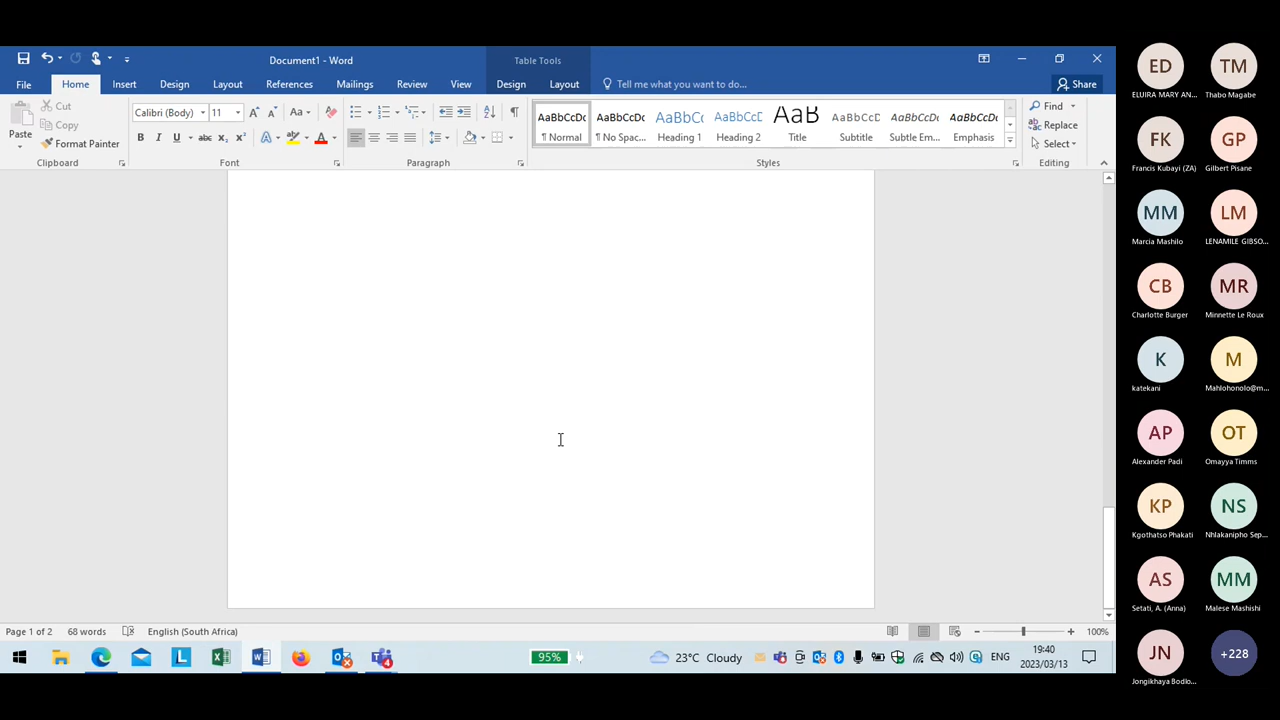 Document1 - Word
Table Tools
File
Home
Insert
Design
Layout
References
Mailings
Review
View
Design
Layout
Tell me what you want to do...
Share
Paste
Cut
Copy
Format Painter
Clipboard
Calibri (Body)
11
Font
Paragraph
AaBbCcDc
¶ Normal
AaBbCcDc
¶ No Spac...
AaBbC
Heading 1
AaBbCcD
Heading 2
AaB
Title
AaBbCcD
Subtitle
AaBbCcDc
Subtle Em...
AaBbCcDc
Emphasis
Styles
Find
Replace
Select
Editing
Page 1 of 2
68 words
English (South Africa)
100%
95%
23°C Cloudy
ENG
19:40
2023/03/13
ED
ELUIRA MARY AN...
TM
Thabo Magabe
FK
Francis Kubayi (ZA)
GP
Gilbert Pisane
MM
Marcia Mashilo
LM
LENAMILE GIBSO...
CB
Charlotte Burger
MR
Minnette Le Roux
K
katekani
M
Mahlohonolo@m...
AP
Alexander Padi
OT
Omayya Timms
KP
Kgothatso Phakati
NS
Nhlakanipho Sep...
AS
Setati, A. (Anna)
MM
Malese Mashishi
JN
Jongikhaya Bodlo...
+228